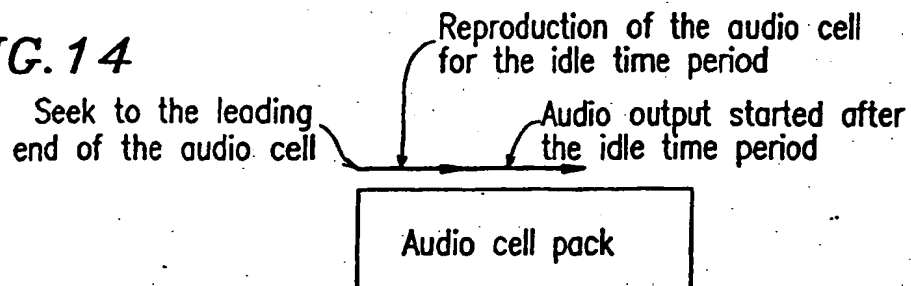 G. 14
Reproduction of the audio cell
for the idle time period
Seek to the leading
end of the audio cell
Audio output started after
the idle time period
Audio cell pack